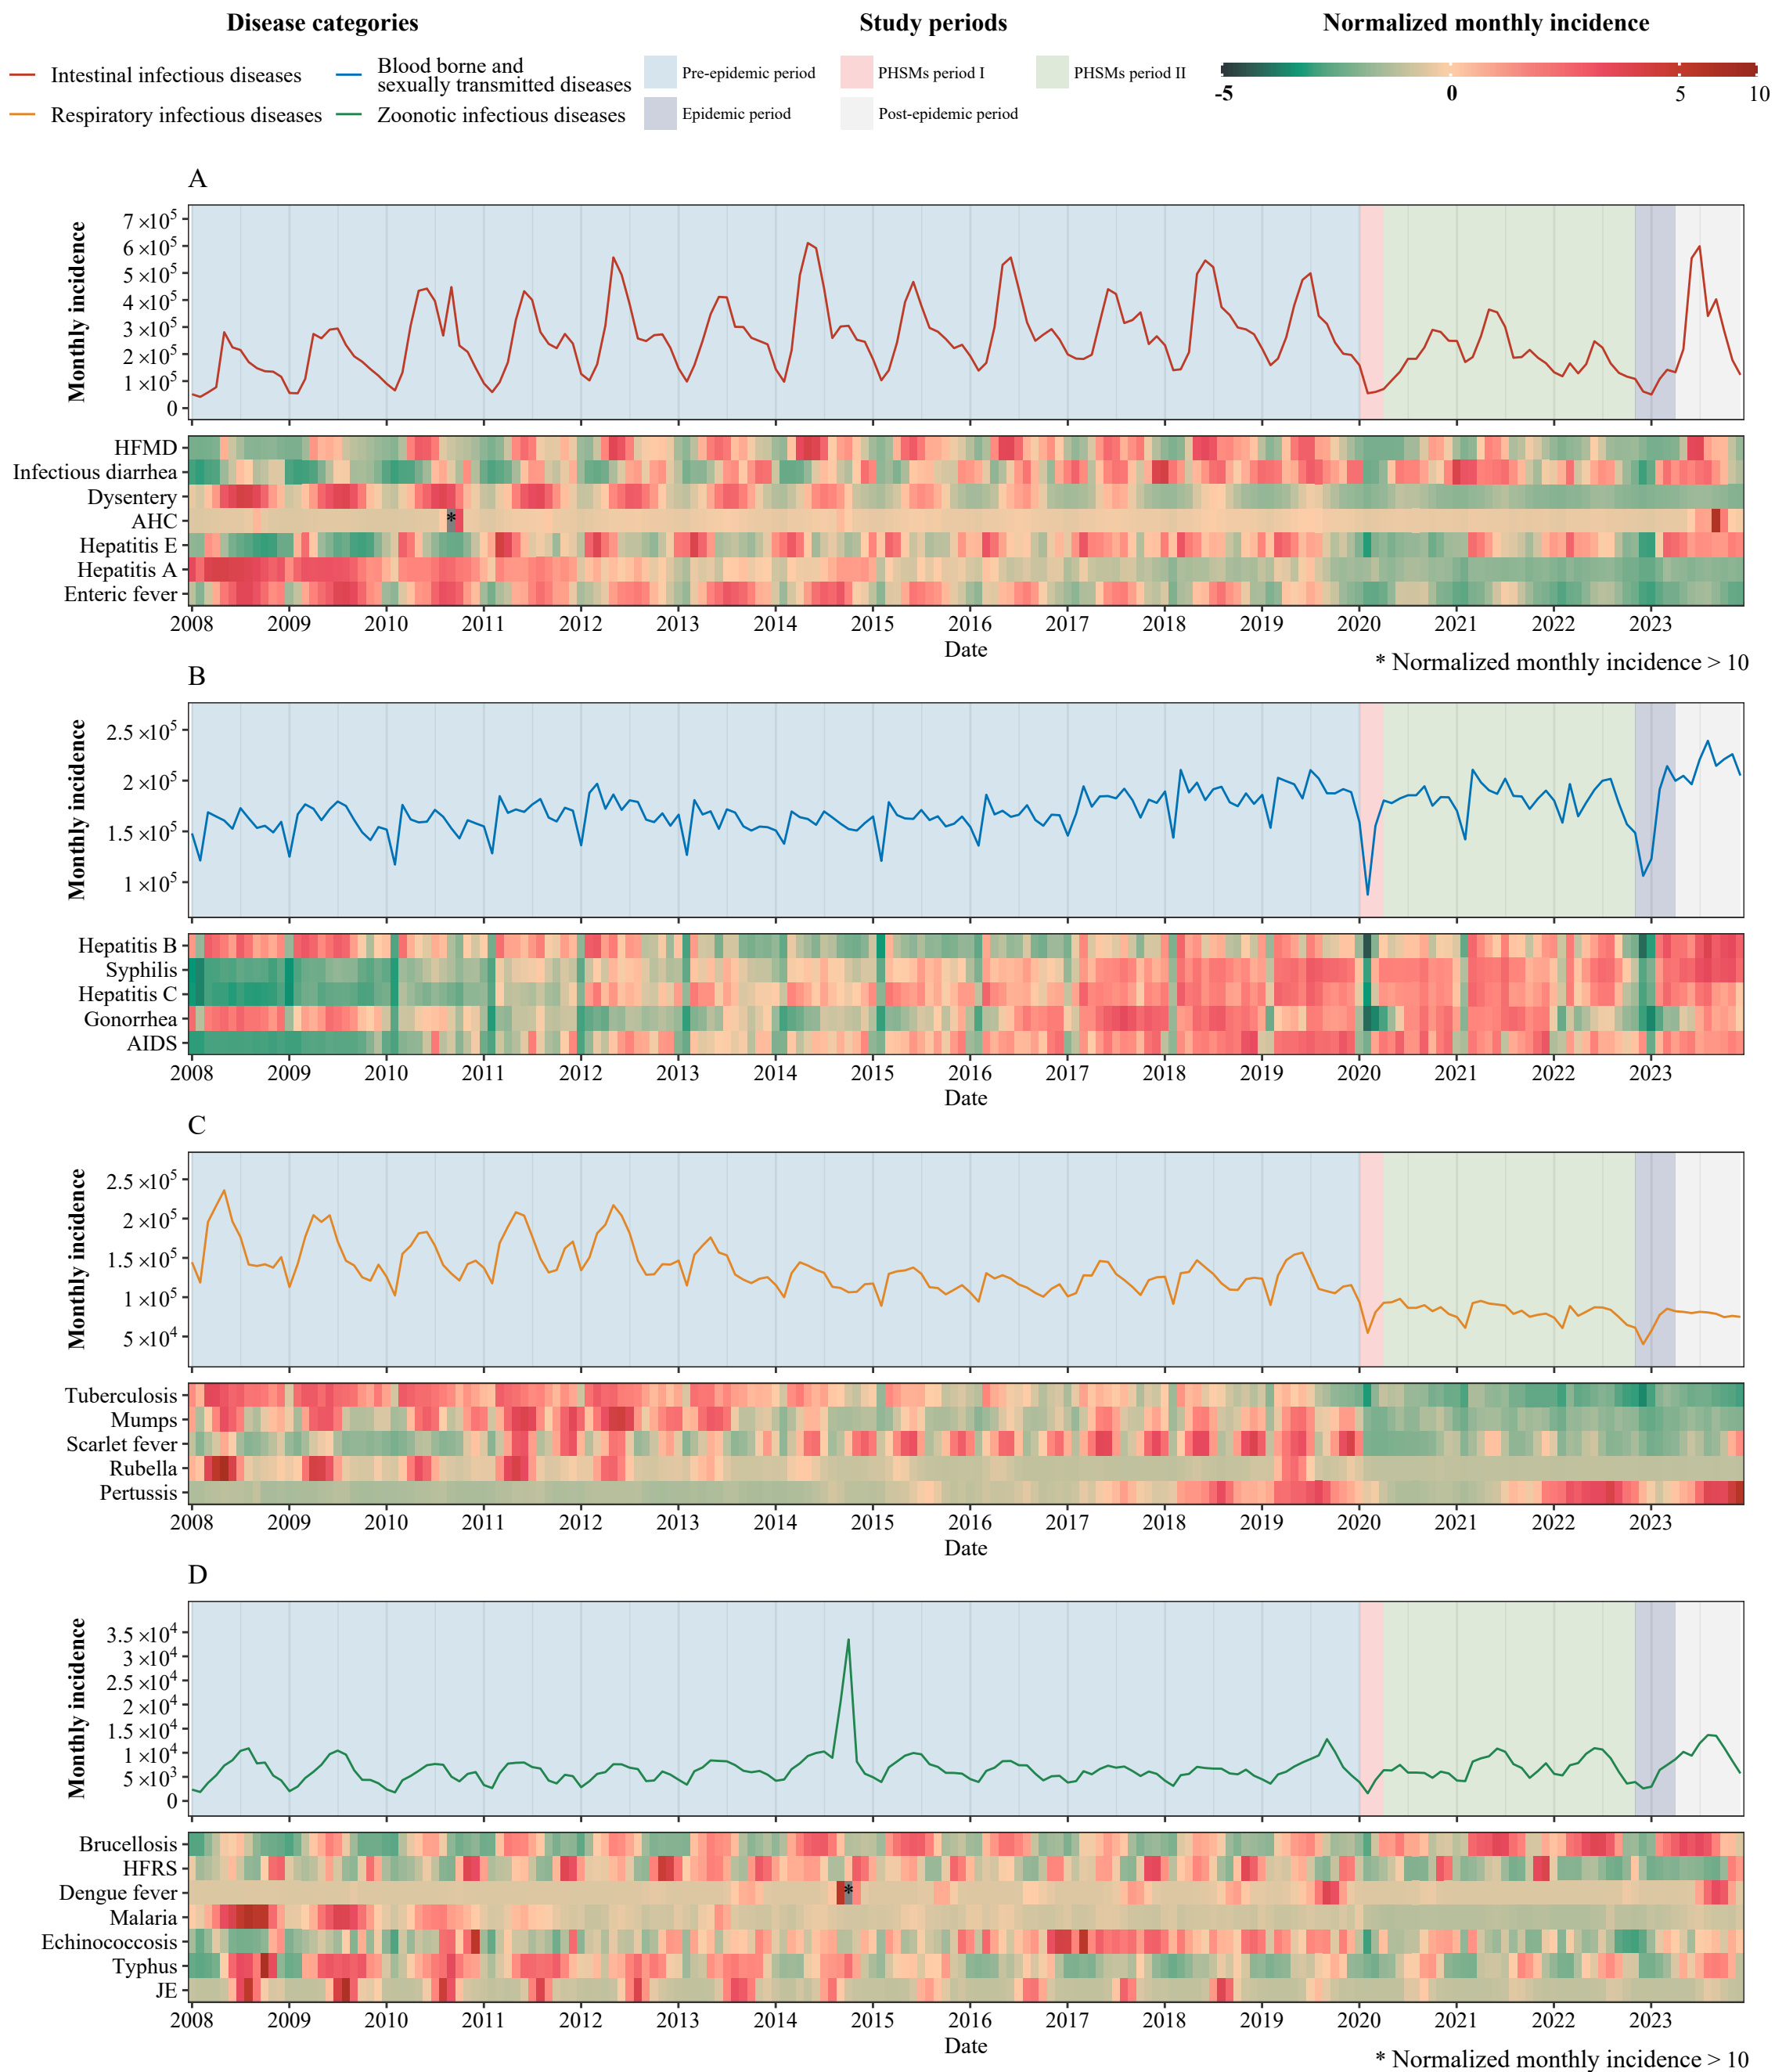 Disease categories
Study periods
Normalized monthly incidence
Intestinal infectious diseases
Blood borne and
sexually transmitted diseases
Respiratory infectious diseases
Zoonotic infectious diseases
Pre-epidemic period
PHSMs period I
PHSMs period II
Epidemic period
Post-epidemic period
-5 0 5 10
A
Monthly incidence
7 ×10⁵
6 ×10⁵
5 ×10⁵
4 ×10⁵
3 ×10⁵
2 ×10⁵
1 ×10⁵
0
HFMD
Infectious diarrhea
Dysentery
AHC
*
Hepatitis E
Hepatitis A
Enteric fever
2008 2009 2010 2011 2012 2013 2014 2015 2016 2017 2018 2019 2020 2021 2022 2023
Date
* Normalized monthly incidence > 10
B
Monthly incidence
2.5 ×10⁵
2 ×10⁵
1.5 ×10⁵
1 ×10⁵
Hepatitis B
Syphilis
Hepatitis C
Gonorrhea
AIDS
2008 2009 2010 2011 2012 2013 2014 2015 2016 2017 2018 2019 2020 2021 2022 2023
Date
C
Monthly incidence
2.5 ×10⁵
2 ×10⁵
1.5 ×10⁵
1 ×10⁵
5 ×10⁴
Tuberculosis
Mumps
Scarlet fever
Rubella
Pertussis
2008 2009 2010 2011 2012 2013 2014 2015 2016 2017 2018 2019 2020 2021 2022 2023
Date
D
Monthly incidence
3.5 ×10⁴
3 ×10⁴
2.5 ×10⁴
2 ×10⁴
1.5 ×10⁴
1 ×10⁴
5 ×10³
0
Brucellosis
HFRS
Dengue fever
*
Malaria
Echinococcosis
Typhus
JE
2008 2009 2010 2011 2012 2013 2014 2015 2016 2017 2018 2019 2020 2021 2022 2023
Date
* Normalized monthly incidence > 10